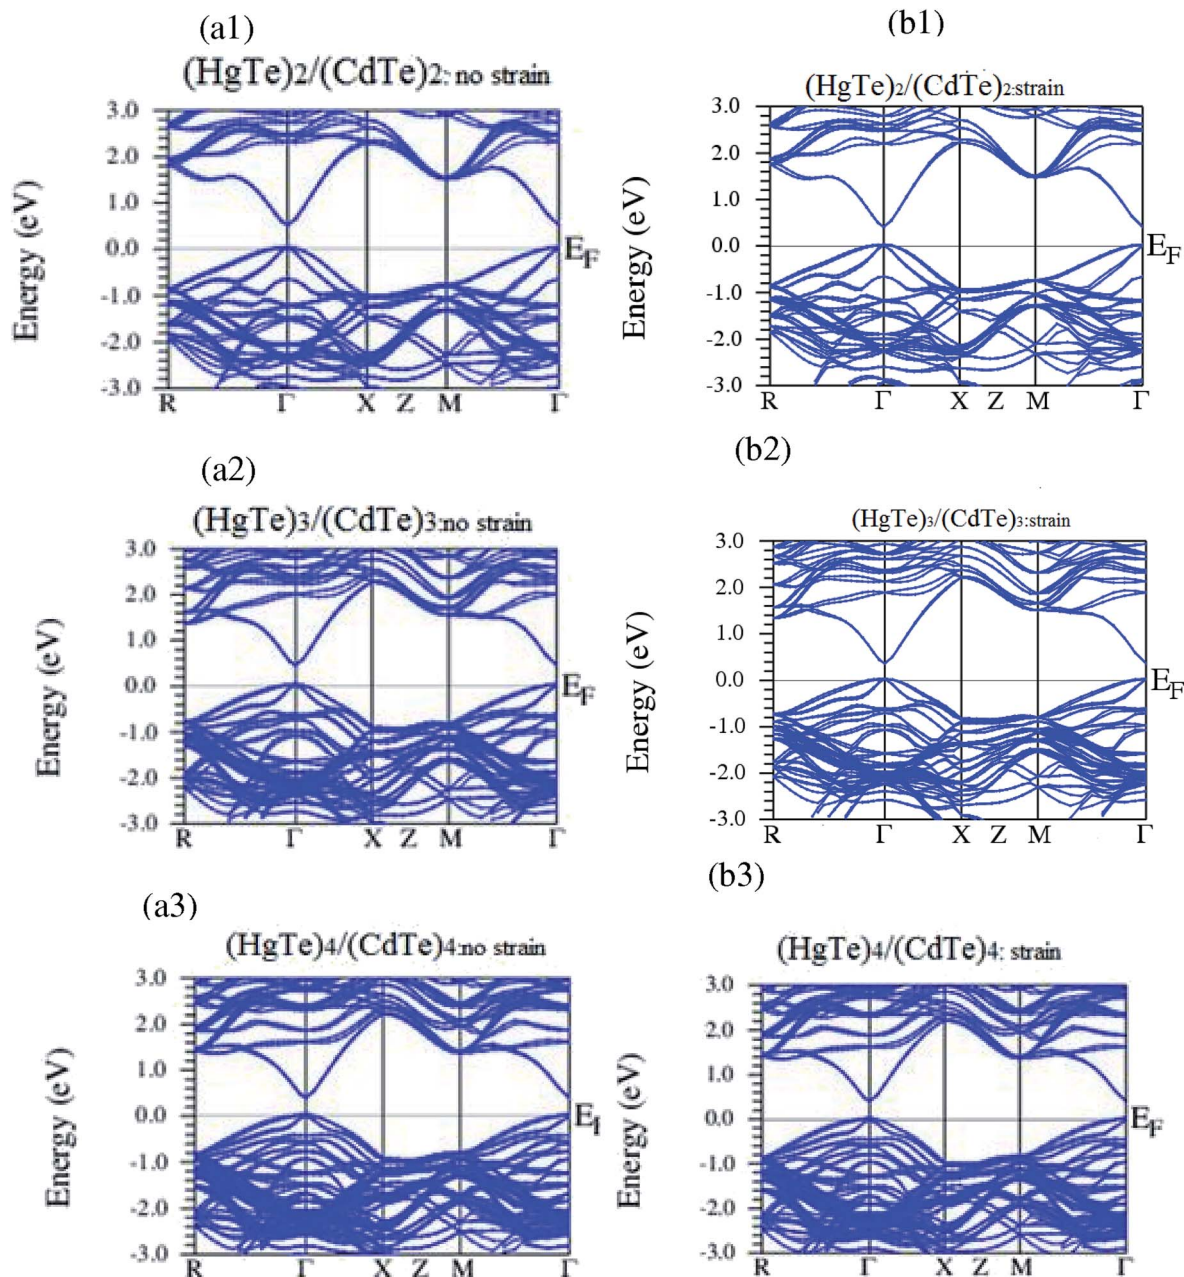 (a1)
(HgTe)2/(CdTe)2: no strain
Energy (eV)
3.0
2.0
1.0
0.0
-1.0
-2.0
-3.0
EF
R Γ X Z M Γ
(b1)
(HgTe)2/(CdTe)2:strain
Energy (eV)
3.0
2.0
1.0
0.0
-1.0
-2.0
-3.0
EF
R Γ X Z M Γ
(a2)
(HgTe)3/(CdTe)3:no strain
Energy (eV)
3.0
2.0
1.0
0.0
-1.0
-2.0
-3.0
EF
R Γ X Z M Γ
(b2)
(HgTe)3/(CdTe)3:strain
Energy (eV)
3.0
2.0
1.0
0.0
-1.0
-2.0
-3.0
EF
R Γ X Z M Γ
(a3)
(HgTe)4/(CdTe)4:no strain
Energy (eV)
3.0
2.0
1.0
0.0
-1.0
-2.0
-3.0
EI
R Γ X Z M Γ
(b3)
(HgTe)4/(CdTe)4: strain
Energy (eV)
3.0
2.0
1.0
0.0
-1.0
-2.0
-3.0
EF
R Γ X Z M Γ